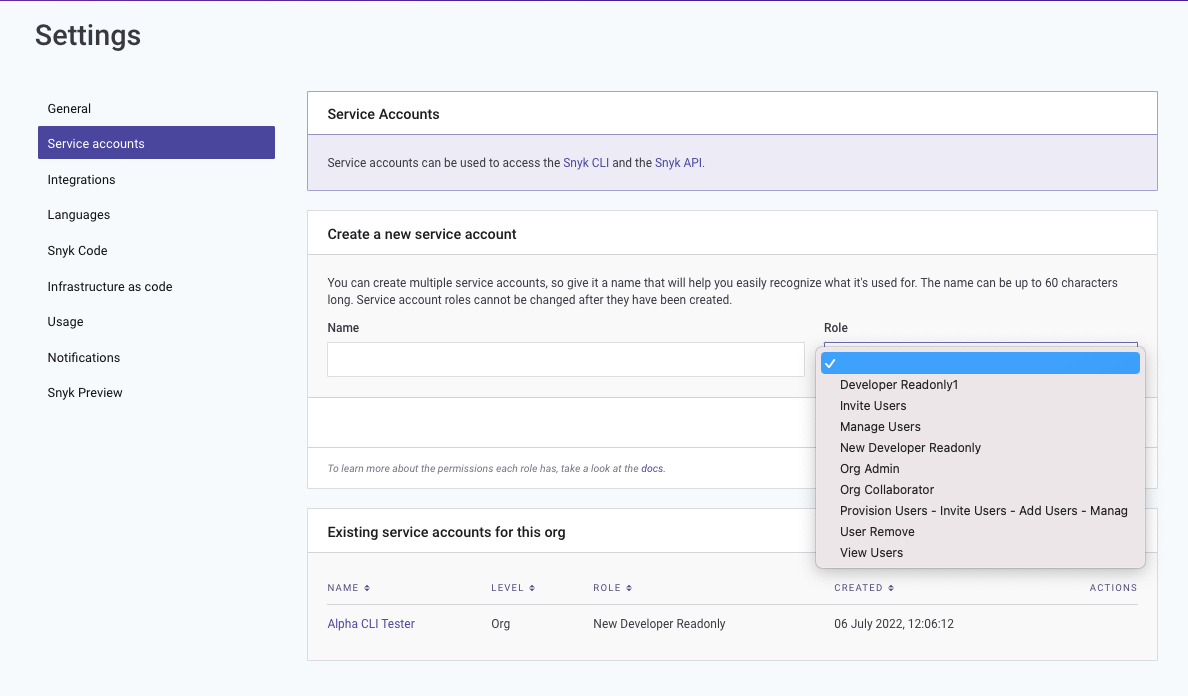 Settings
General
Service accounts
Integrations
Languages
Snyk Code
Infrastructure as code
Usage
Notifications
Snyk Preview
Service Accounts
Service accounts can be used to access the Snyk CLI and the Snyk API.
Create a new service account
You can create multiple service accounts, so give it a name that will help you easily recognize what it's used for. The name can be up to 60 characters
long. Service account roles cannot be changed after they have been created.
Name
Role
Developer Readonly1
Invite Users
Manage Users
New Developer Readonly
Org Admin
Org Collaborator
Provision Users - Invite Users - Add Users - Manag
User Remove
View Users
To learn more about the permissions each role has, take a look at the docs.
Existing service accounts for this org
NAME LEVEL ROLE CREATED ACTIONS
Alpha CLI Tester Org New Developer Readonly 06 July 2022, 12:06:12